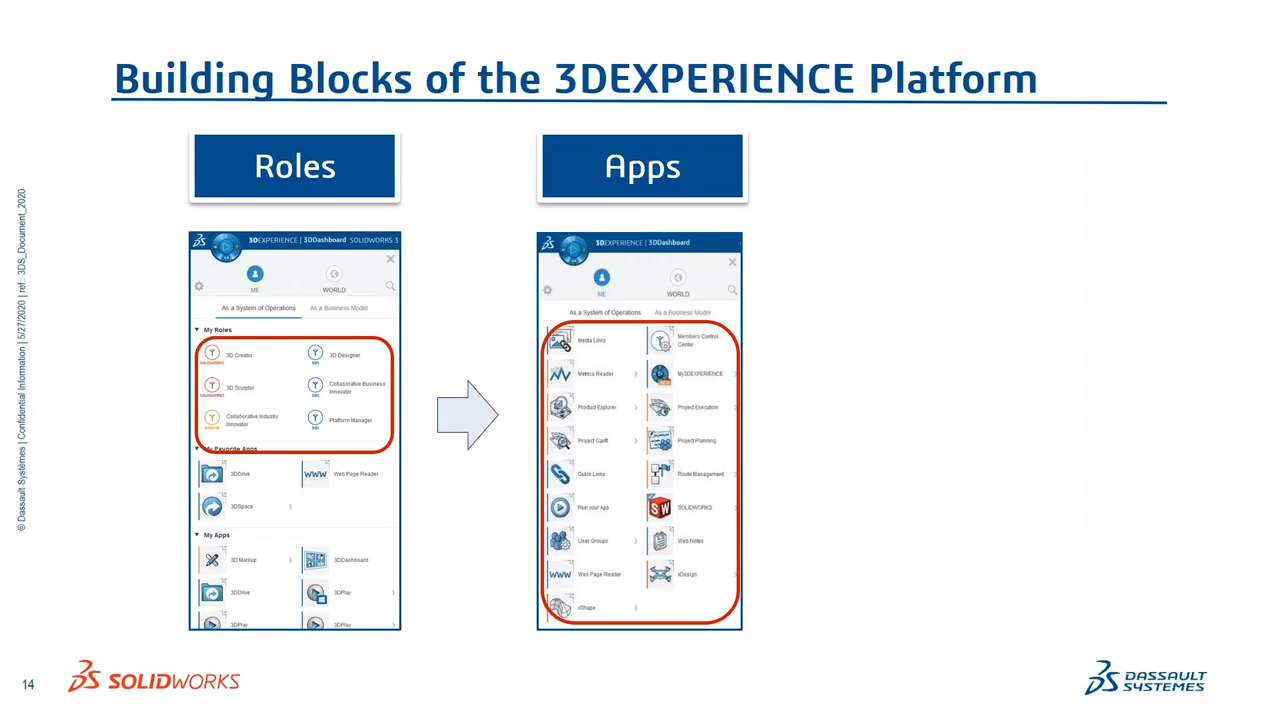 Building Blocks of the 3DEXPERIENCE Platform
Roles
3DEXPERIENCE | 3DDashboard SOLIDWORKS 3
ME
WORLD
As a System of Operations
As a Business Model
My Roles
3D Creator
3D Designer
3D Sculptor
Collaborative Business
Innovator
Collaborative Industry
Innovator
Platform Manager
My Favorite Apps
3DDrive
Web Page Reader
3DSpace
My Apps
3D Markup
3DDashboard
3DDrive
3DPlay
3DPlay
3DPlay
Apps
3DEXPERIENCE | 3DDashboard
ME
WORLD
As a System of Operations
As a Business Model
Media Links
Members Control
Center
Metrics Reader
My3DEXPERIENCE
Product Explorer
Project Execution
Project Gantt
Project Planning
Quick Links
Route Management
Run your App
SOLIDWORKS
User Groups
Web Notes
WWW
Web Page Reader
xDesign
xShape
© Dassault Systèmes | Confidential Information | 5/27/2020 | ref.: 3DS_Document_2020
14
SOLIDWORKS
DASSAULT
SYSTEMES